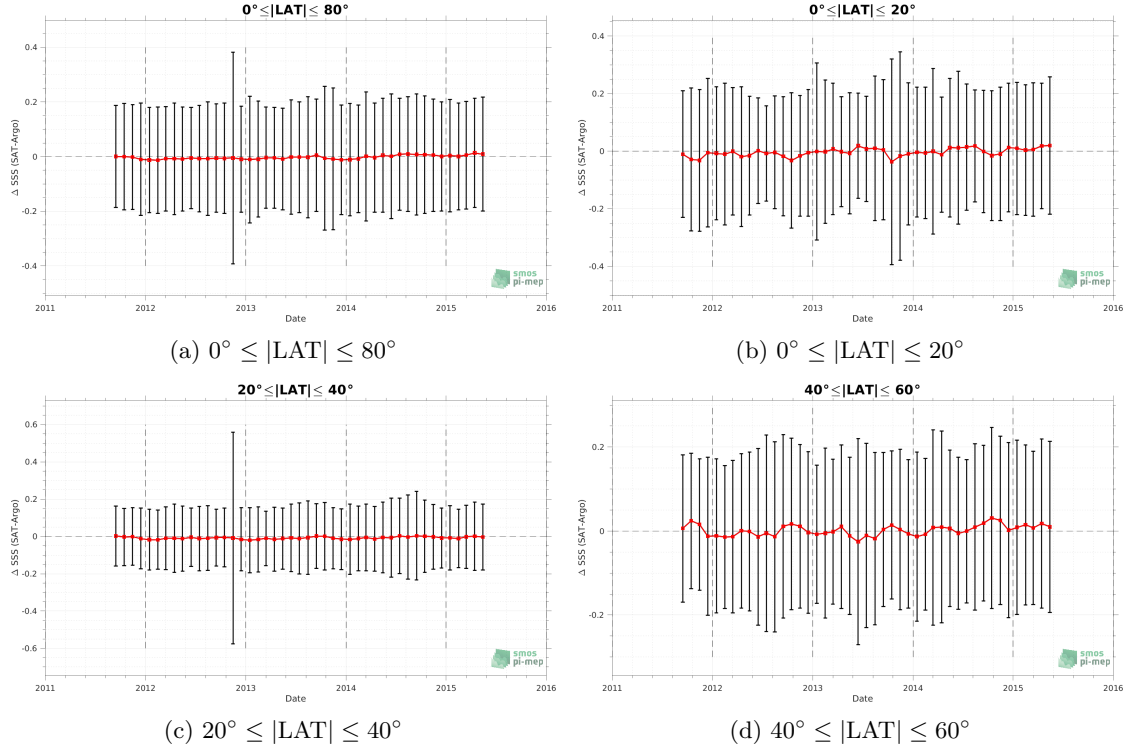 0°≤|LAT|≤ 80°
0.4
0.2
0
-0.2
-0.4
Δ SSS (SAT-Argo)
2011
2012
2013
2014
2015
2016
Date
smos
pi-mep
(a) 0° ≤ |LAT| ≤ 80°
0°≤|LAT|≤ 20°
0.4
0.2
0
-0.2
-0.4
Δ SSS (SAT-Argo)
2011
2012
2013
2014
2015
2016
Date
smos
pi-mep
(b) 0° ≤ |LAT| ≤ 20°
20°≤|LAT|≤ 40°
0.6
0.4
0.2
0
-0.2
-0.4
-0.6
Δ SSS (SAT-Argo)
2011
2012
2013
2014
2015
2016
Date
smos
pi-mep
(c) 20° ≤ |LAT| ≤ 40°
40°≤|LAT|≤ 60°
0.2
0
-0.2
Δ SSS (SAT-Argo)
2011
2012
2013
2014
2015
2016
Date
smos
pi-mep
(d) 40° ≤ |LAT| ≤ 60°